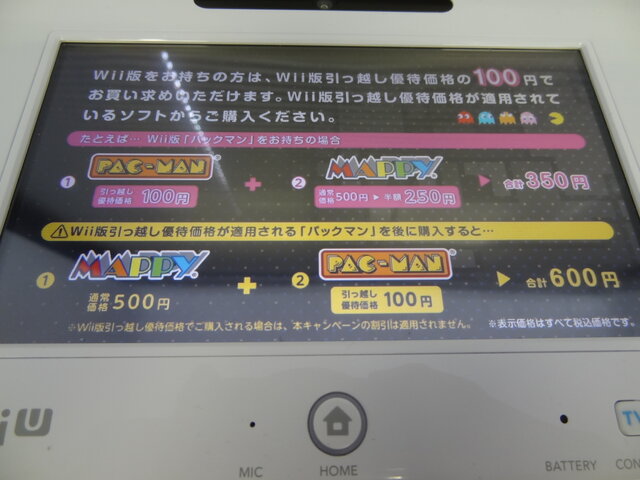 Wii版をお持ちの方は、Wii版引っ越し優待価格の100円で
お買い求めいただけます。Wii版引っ越し優待価格が適用されて
いるソフトからご購入ください。
たとえば… Wii版「パックマン」をお持ちの場合
① PAC-MAN® + ② MAPPY® ▶ 合計350円
引っ越し優待価格 100円 通常価格 500円 ▶ 半額 250円
⚠Wii版引っ越し優待価格が適用される「パックマン」を後に購入すると…
① MAPPY® + ② PAC-MAN® ▶ 合計600円
通常価格 500円 引っ越し優待価格 100円
※Wii版引っ越し優待価格でご購入される場合は、本キャンペーンの割引は適用されません。 ※表示価格はすべて税込価格です。
U
MIC HOME BATTERY CON
TV